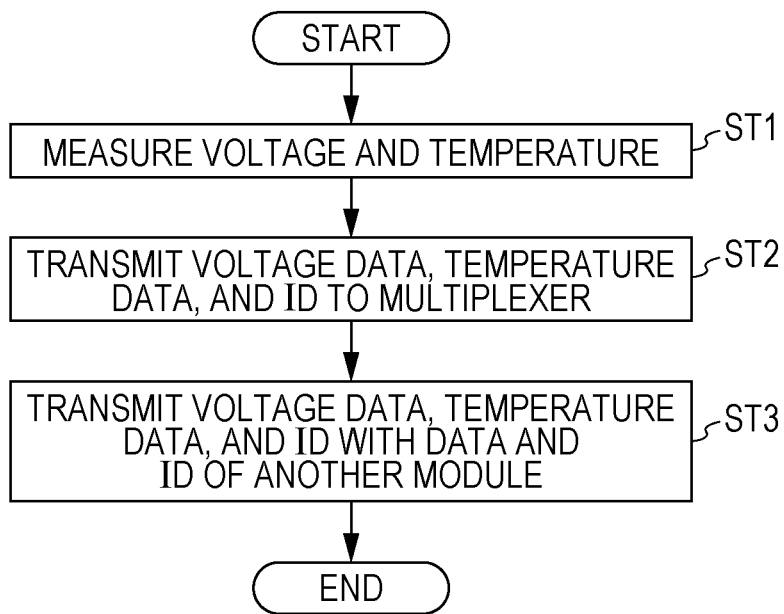 START
MEASURE VOLTAGE AND TEMPERATURE
ST1
TRANSMIT VOLTAGE DATA, TEMPERATURE
DATA, AND ID TO MULTIPLEXER
ST2
TRANSMIT VOLTAGE DATA, TEMPERATURE
DATA, AND ID WITH DATA AND
ID OF ANOTHER MODULE
ST3
END